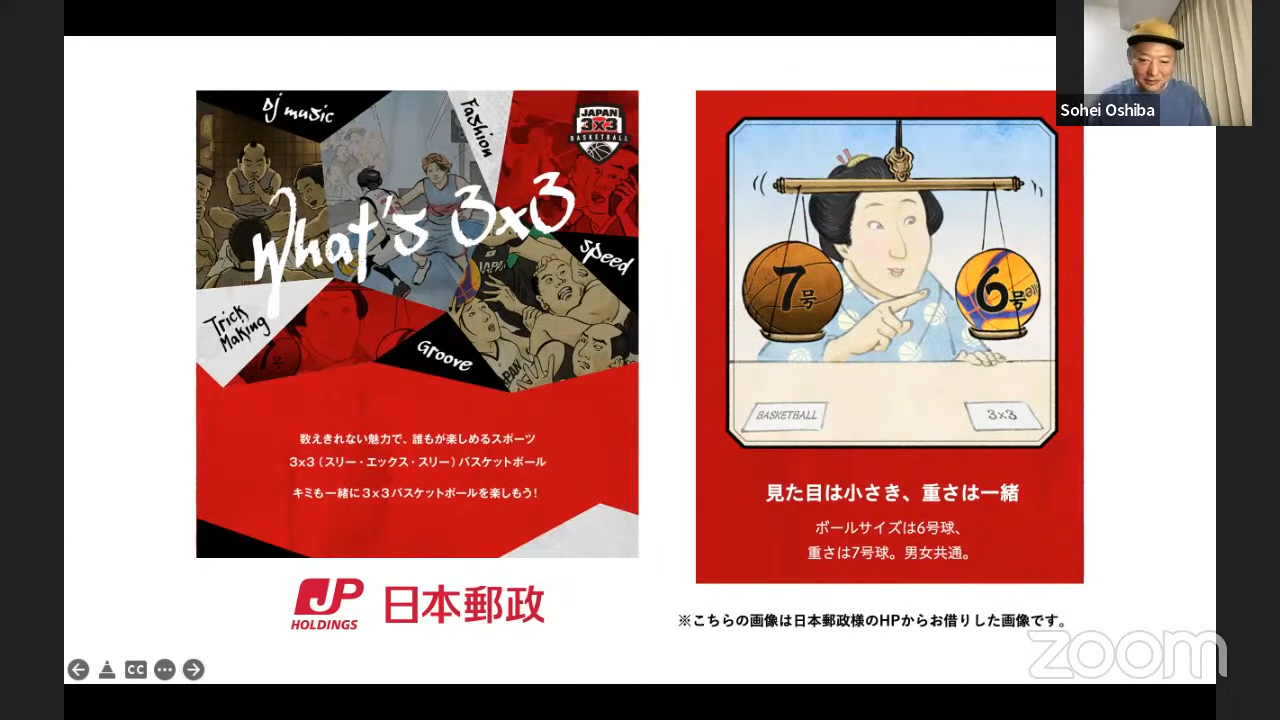 Sohei Oshiba
DJ music
Fashion
JAPAN
3x3
BASKETBALL
What's 3x3
Speed
JAPAN
Trick
Making
Groove
7号
JAPAN
数えきれない魅力で、誰もが楽しめるスポーツ
3x3（スリー・エックス・スリー）バスケットボール
キミも一緒に3x3バスケットボールを楽しもう！
JP
HOLDINGS
日本郵政
7号
6号
BASKETBALL
3x3
見た目は小さき、重さは一緒
ボールサイズは6号球、
重さは7号球。男女共通。
※こちらの画像は日本郵政様のHPからお借りした画像です。
CC
zoom